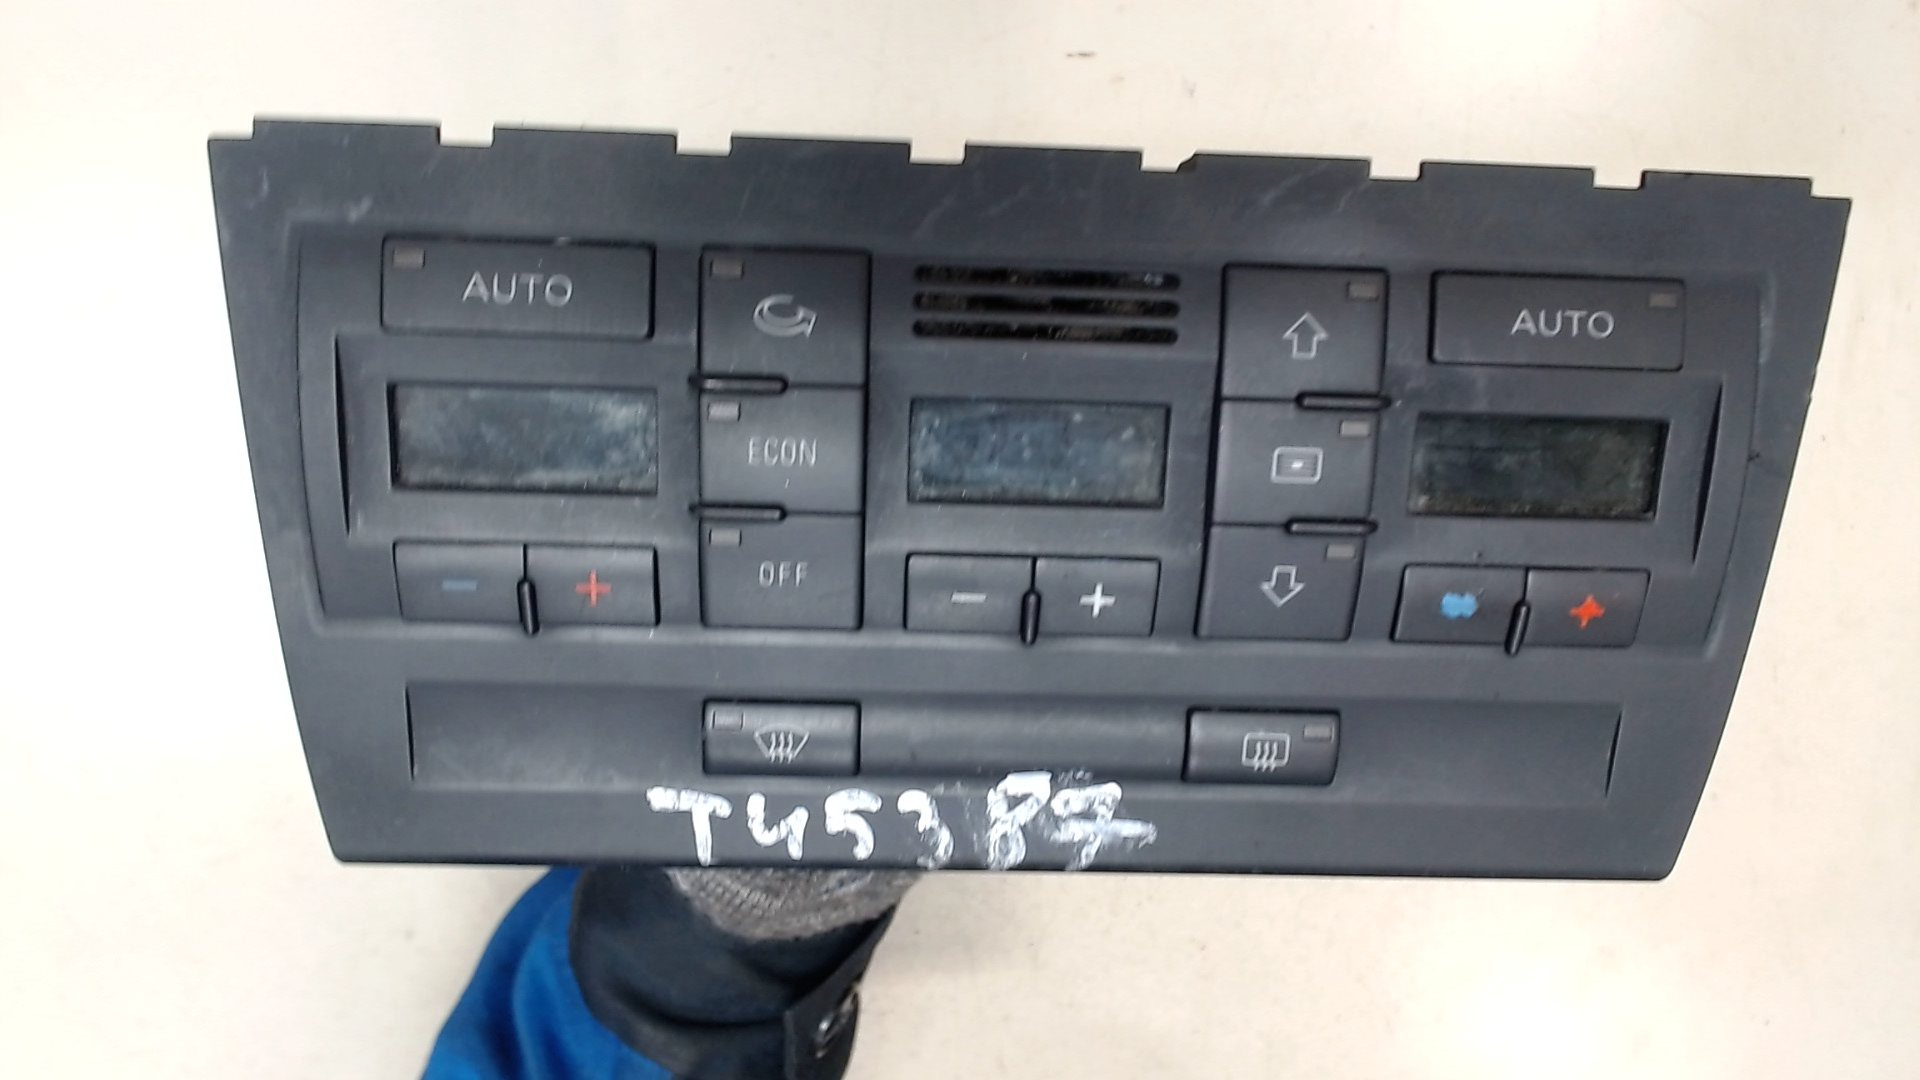 AUTO
AUTO
ECON
OFF
- +
- +
T45387